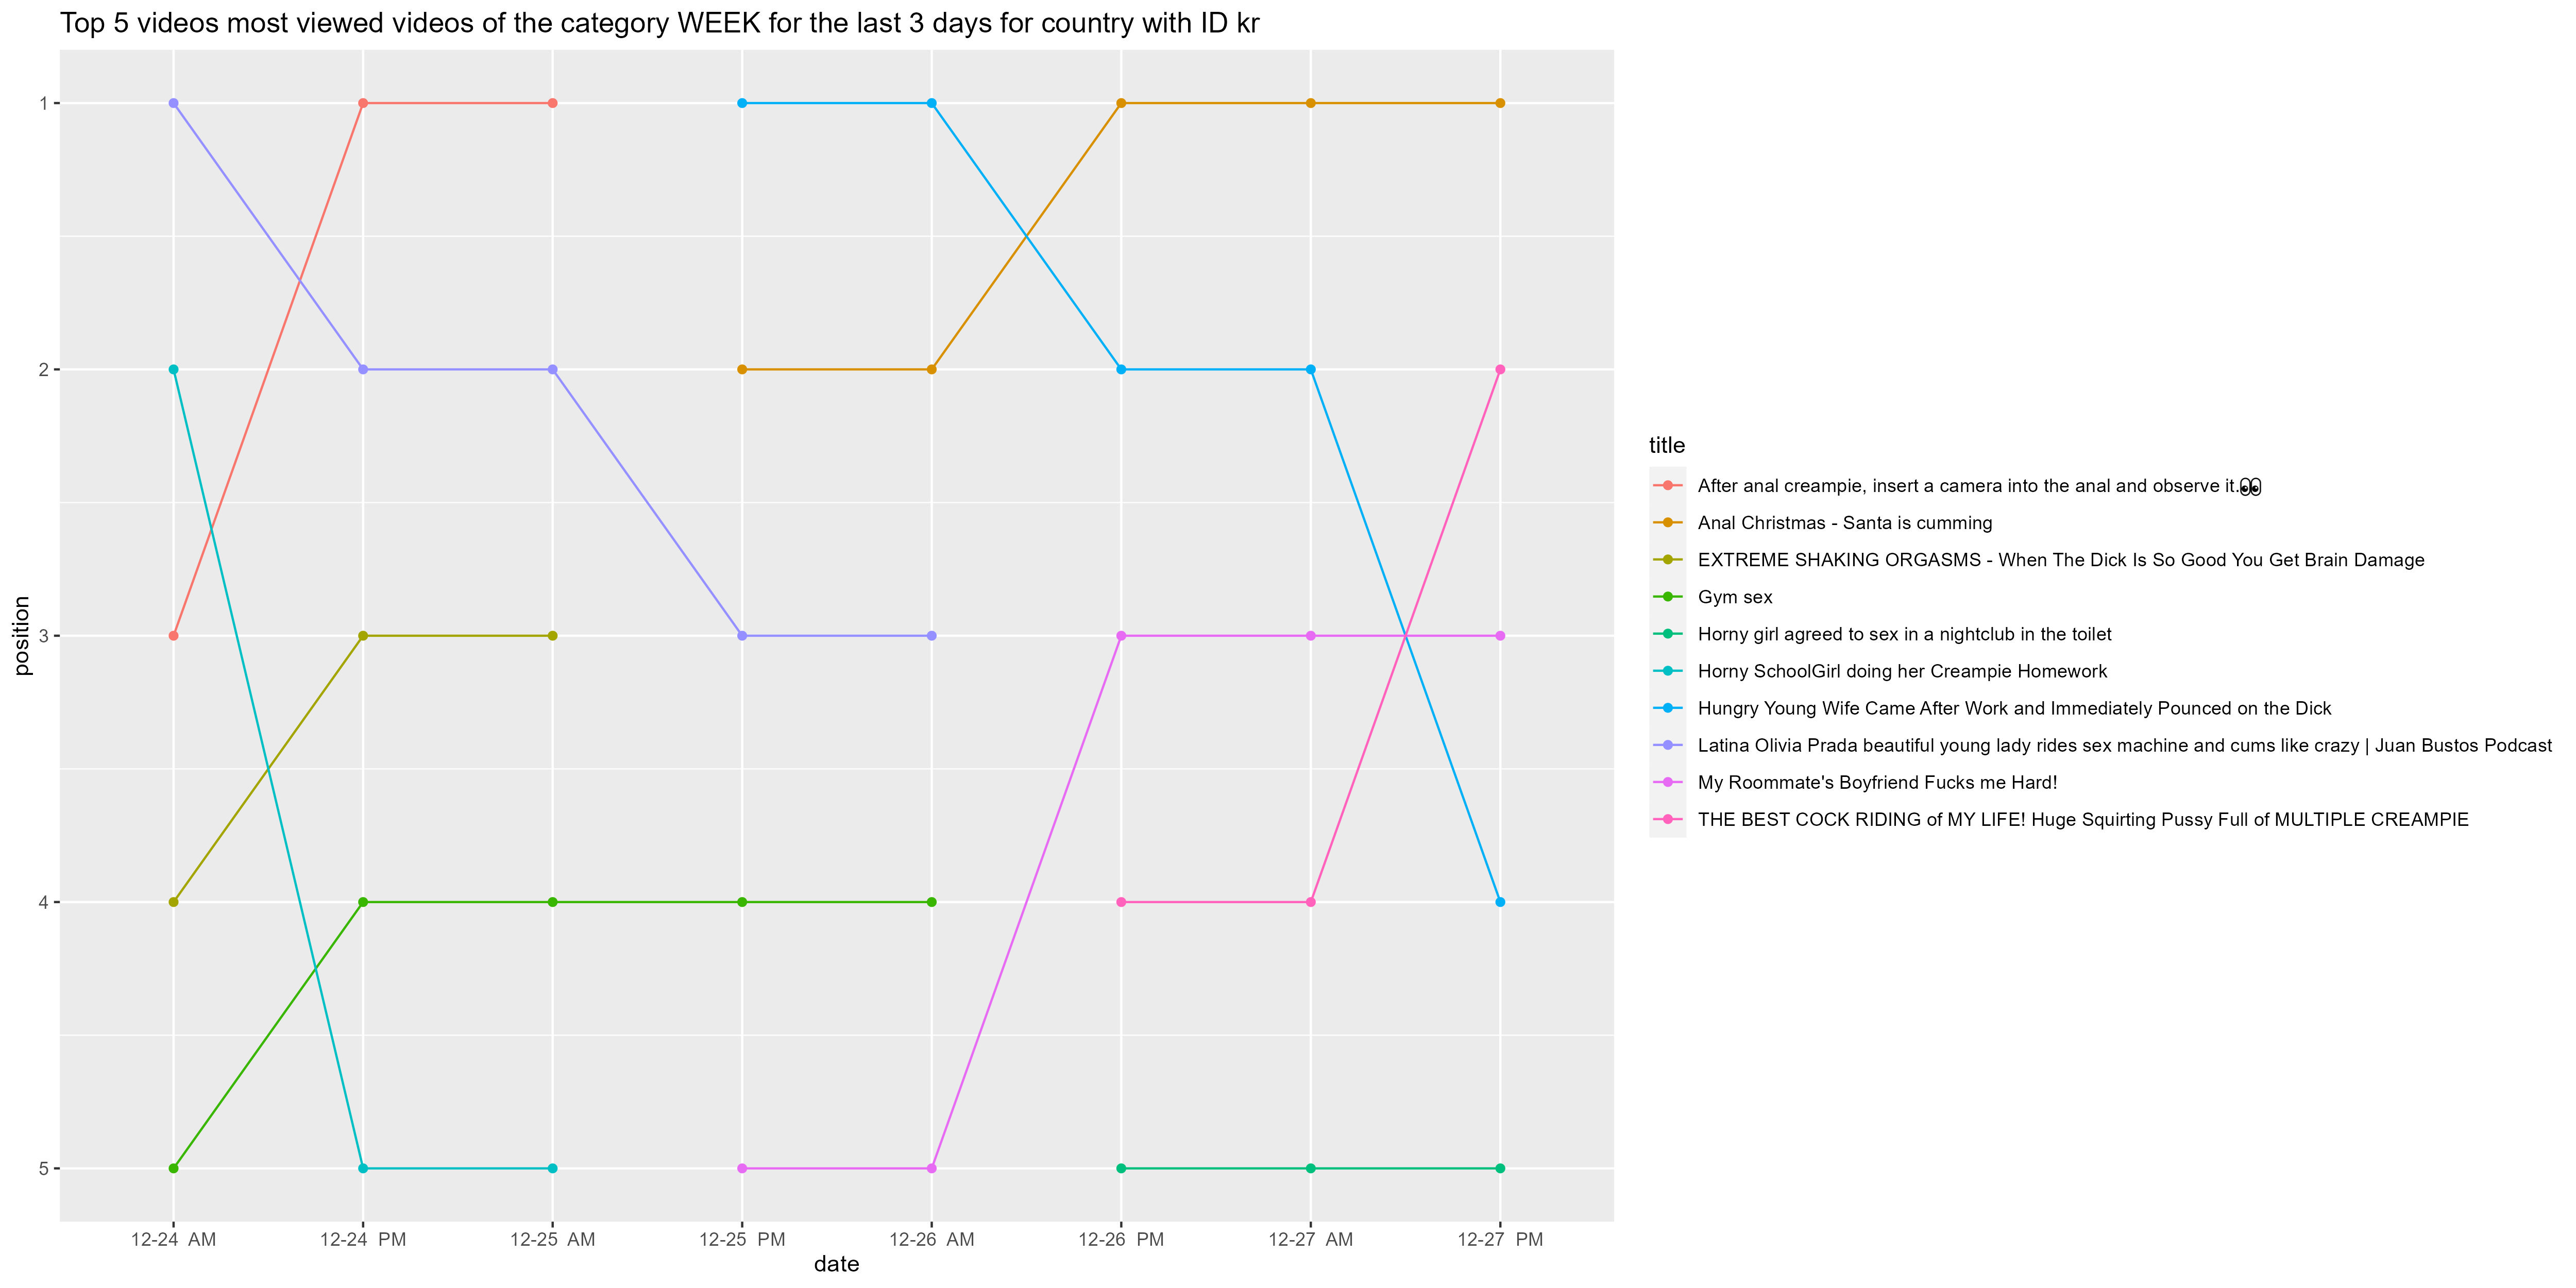 Top 5 videos most viewed videos of the category WEEK for the last 3 days for country with ID kr
position
1
2
3
4
5
12-24 AM
12-24 PM
12-25 AM
12-25 PM
12-26 AM
12-26 PM
12-27 AM
12-27 PM
date
title
After anal creampie, insert a camera into the anal and observe it.👀
Anal Christmas - Santa is cumming
EXTREME SHAKING ORGASMS - When The Dick Is So Good You Get Brain Damage
Gym sex
Horny girl agreed to sex in a nightclub in the toilet
Horny SchoolGirl doing her Creampie Homework
Hungry Young Wife Came After Work and Immediately Pounced on the Dick
Latina Olivia Prada beautiful young lady rides sex machine and cums like crazy | Juan Bustos Podcast
My Roommate's Boyfriend Fucks me Hard!
THE BEST COCK RIDING of MY LIFE! Huge Squirting Pussy Full of MULTIPLE CREAMPIE